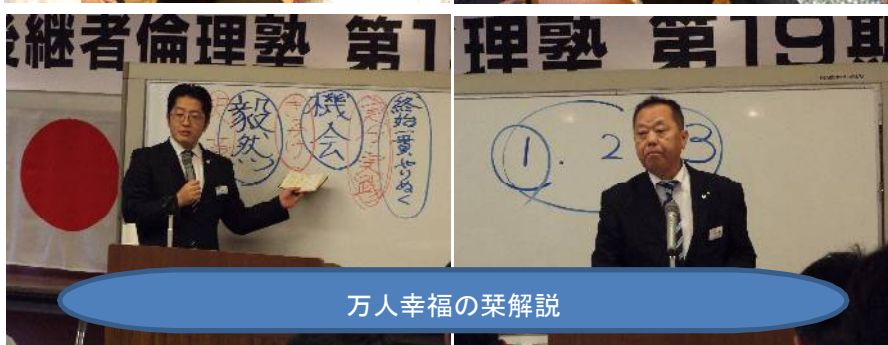 後継者倫理塾 第1
理塾 第19期
終始一貫、やりぬく
機会
毅然
1. 2 3
万人幸福の栞解説